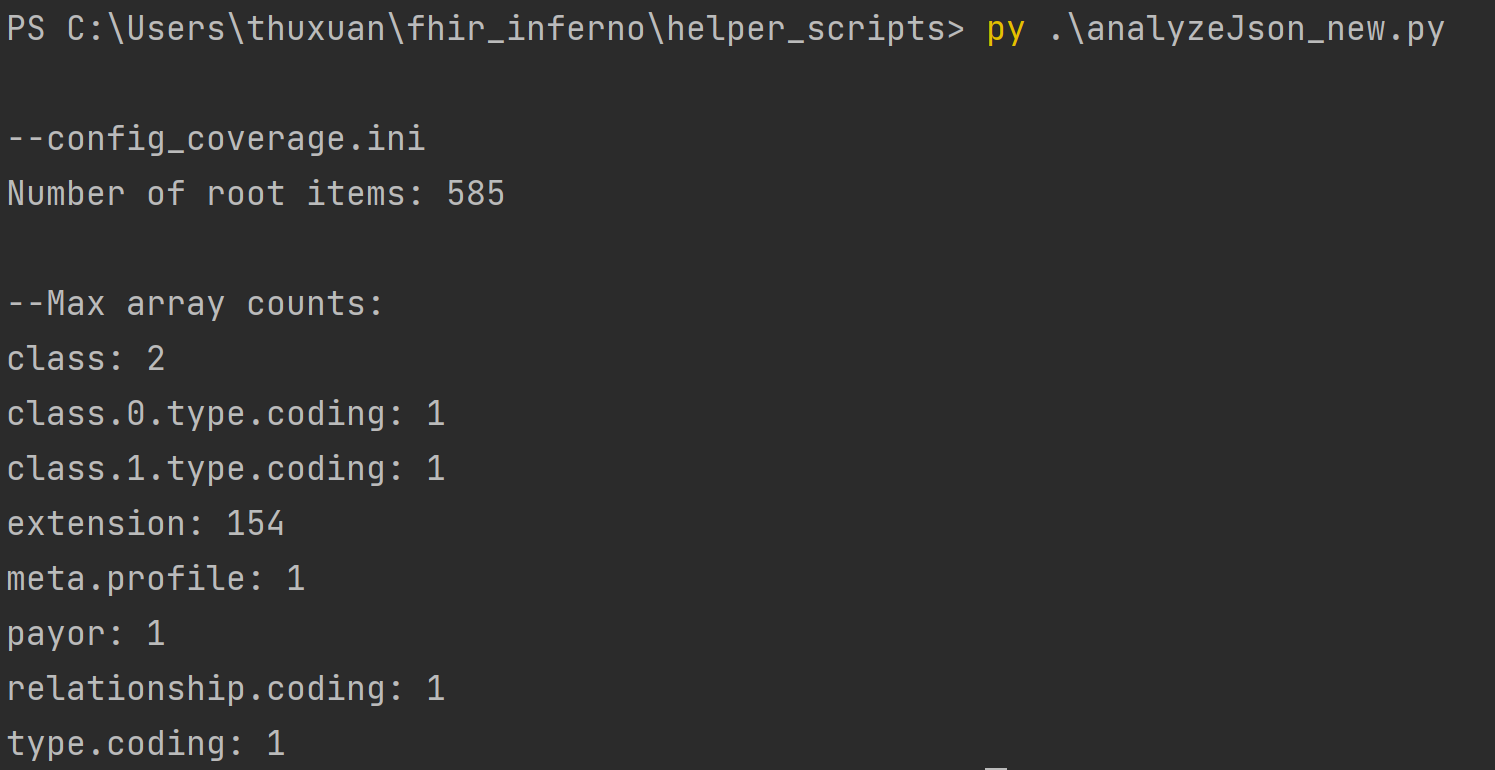 PS C:\Users\thuxuan\fhir_inferno\helper_scripts> py .\analyzeJson_new.py
--config_coverage.ini
Number of root items: 585
--Max array counts:
class: 2
class.0.type.coding: 1
class.1.type.coding: 1
extension: 154
meta.profile: 1
payor: 1
relationship.coding: 1
type.coding: 1